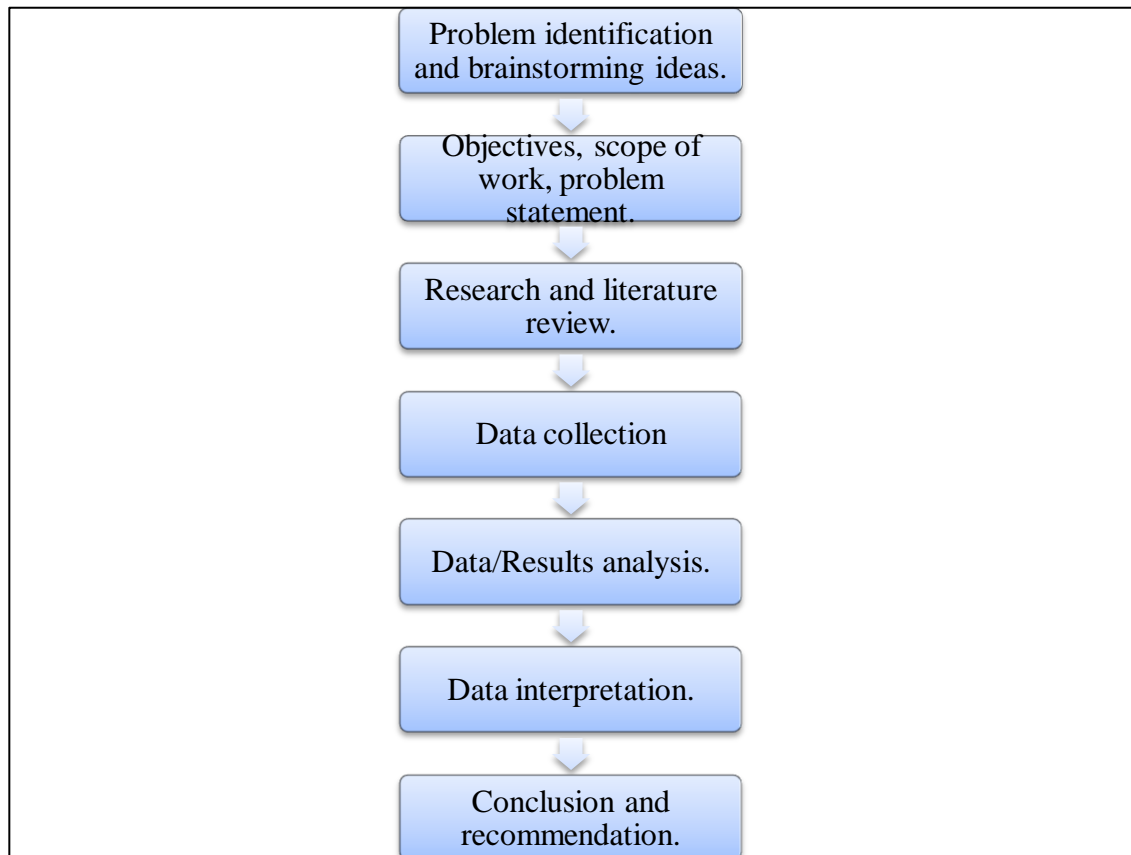 Problem identification
and brainstorming ideas.
Objectives, scope of
work, problem
statement.
Research and literature
review.
Data collection
Data/Results analysis.
Data interpretation.
Conclusion and
recommendation.